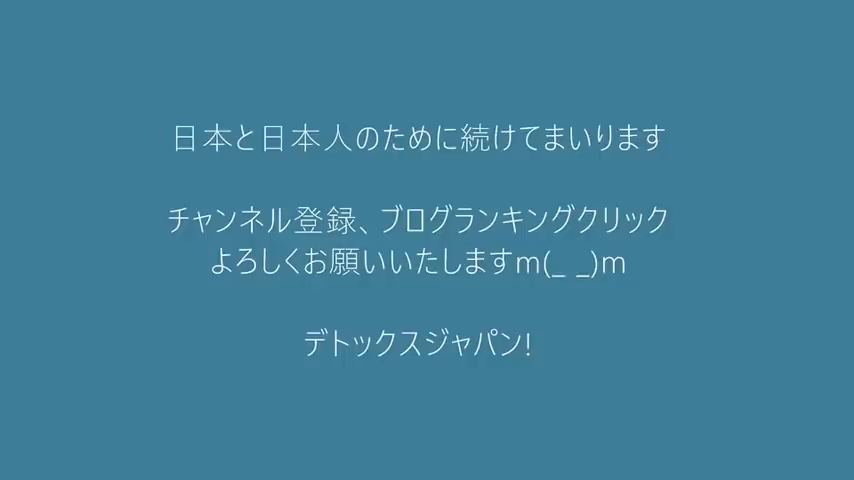 日本と日本人のために続けてまいります
チャンネル登録、ブログランキングクリック
よろしくお願いいたしますm(_ _)m
デトックスジャパン!